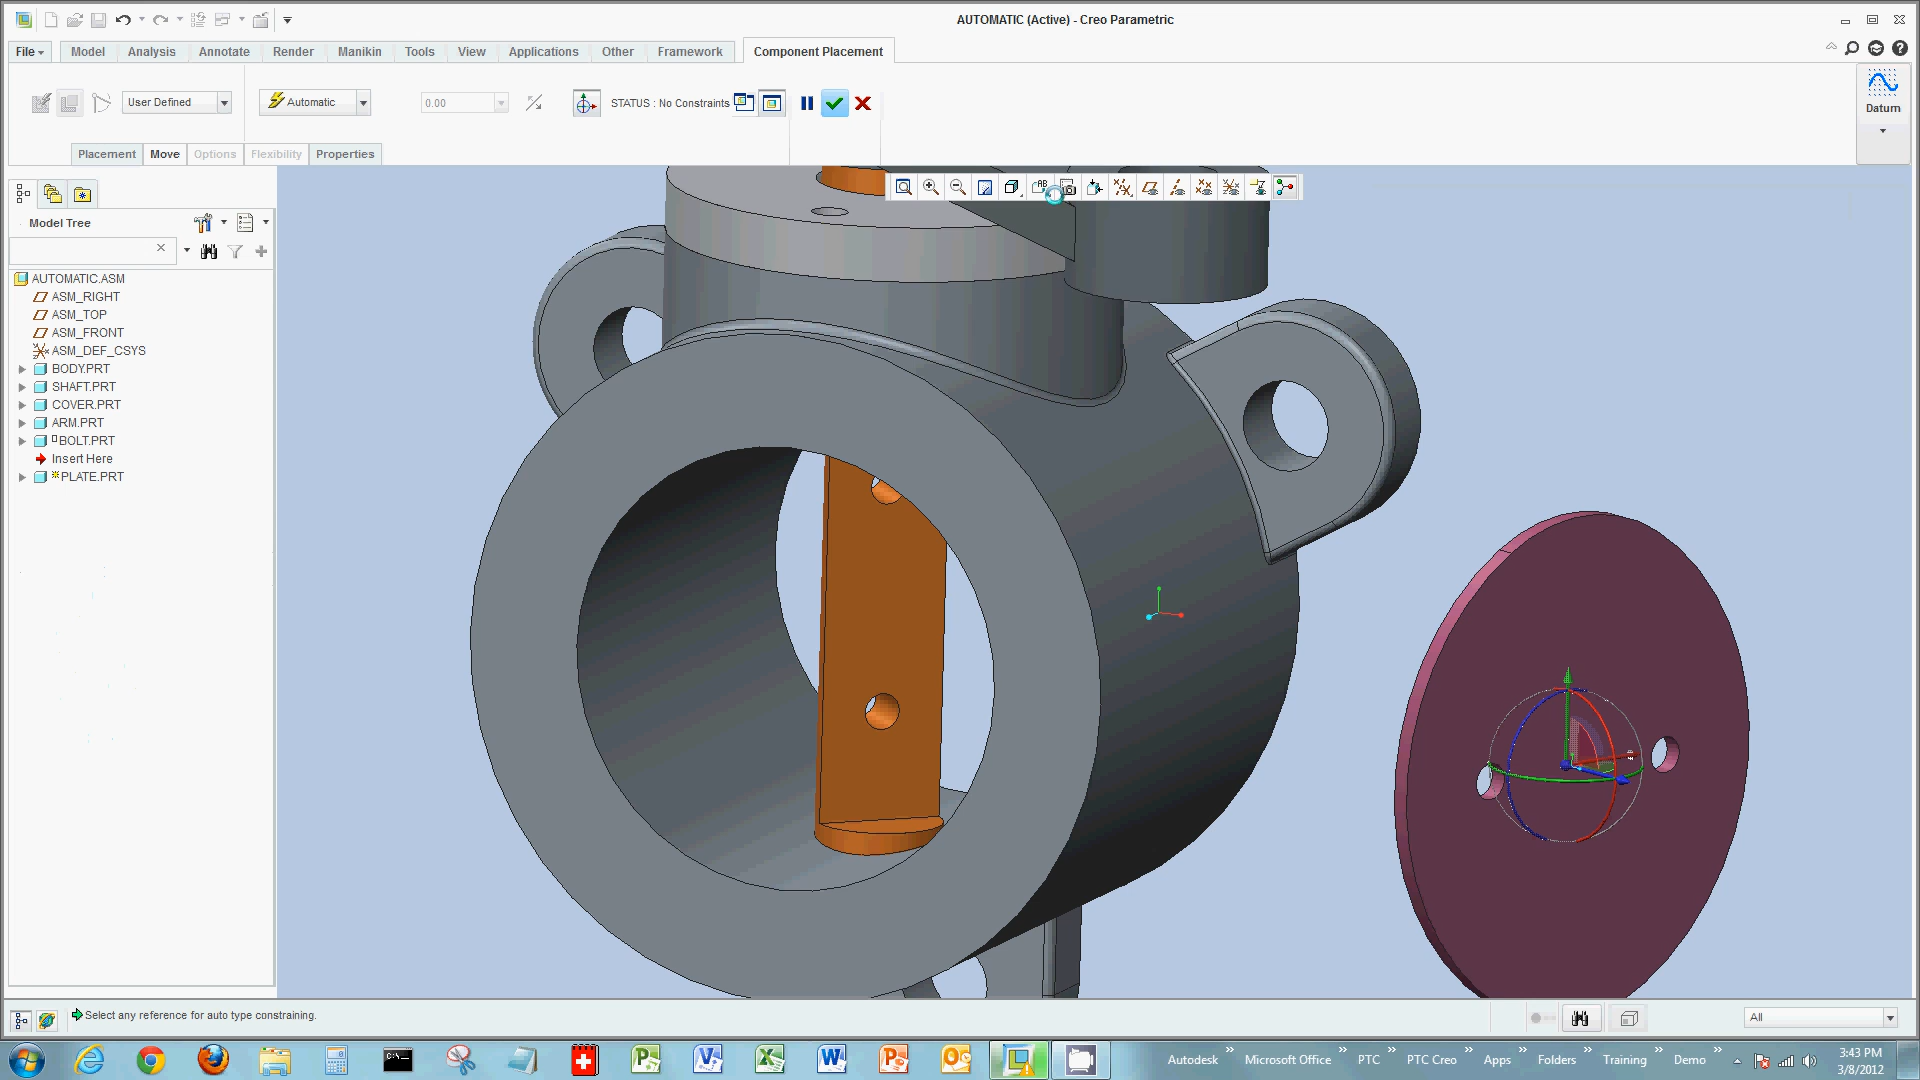 AUTOMATIC (Active) - Creo Parametric
File Model Analysis Annotate Render Manikin Tools View Applications Other Framework Component Placement
User Defined Automatic 0.00 STATUS : No Constraints
Datum
Placement Move Options Flexibility Properties
AB
Model Tree
AUTOMATIC.ASM
ASM_RIGHT
ASM_TOP
ASM_FRONT
ASM_DEF_CSYS
BODY.PRT
SHAFT.PRT
COVER.PRT
ARM.PRT
BOLT.PRT
Insert Here
PLATE.PRT
Select any reference for auto type constraining.
All
Autodesk » Microsoft Office » PTC » PTC Creo » Apps » Folders » Training » Demo »
3:43 PM
3/8/2012